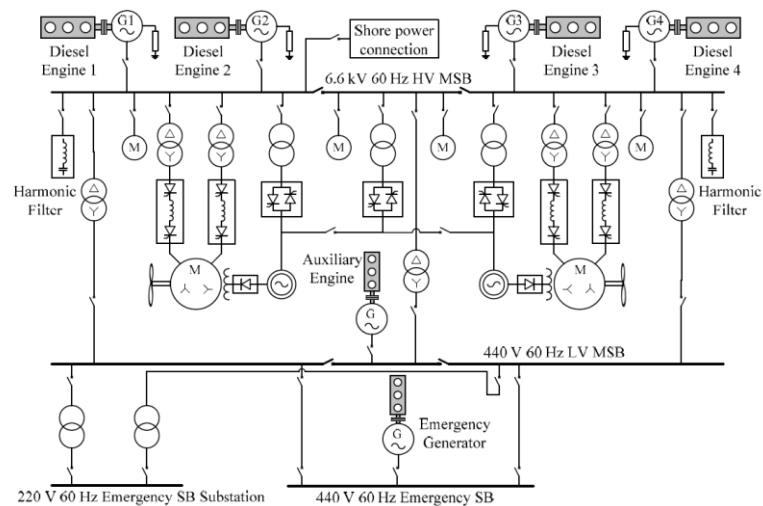 G1
G2
G3
G4
Shore power
connection
Diesel
Engine 1
Diesel
Engine 2
Diesel
Engine 3
Diesel
Engine 4
6.6 kV 60 Hz HV MSB
M
M
M
M
Harmonic
Filter
Harmonic
Filter
Auxiliary
Engine
M
M
G
440 V 60 Hz LV MSB
Emergency
Generator
G
220 V 60 Hz Emergency SB Substation
440 V 60 Hz Emergency SB